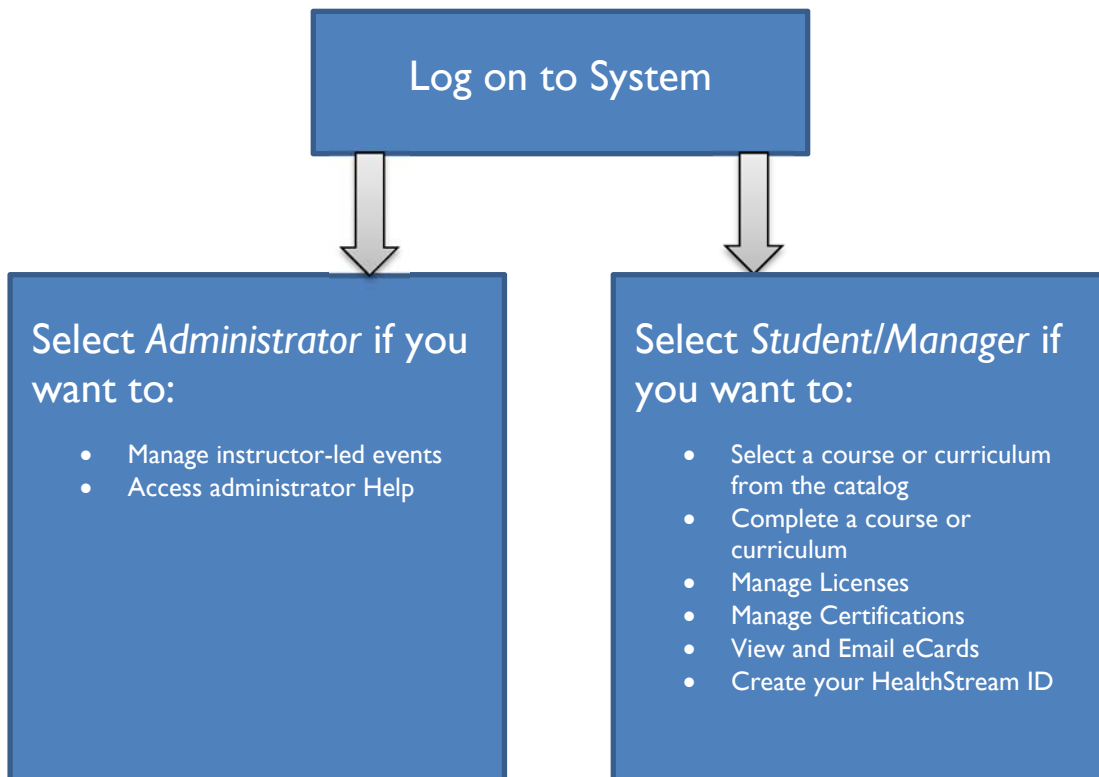 Log on to System
Select Administrator if you
want to:
• Manage instructor-led events
• Access administrator Help
Select Student/Manager if
you want to:
• Select a course or curriculum
from the catalog
• Complete a course or
curriculum
• Manage Licenses
• Manage Certifications
• View and Email eCards
• Create your HealthStream ID